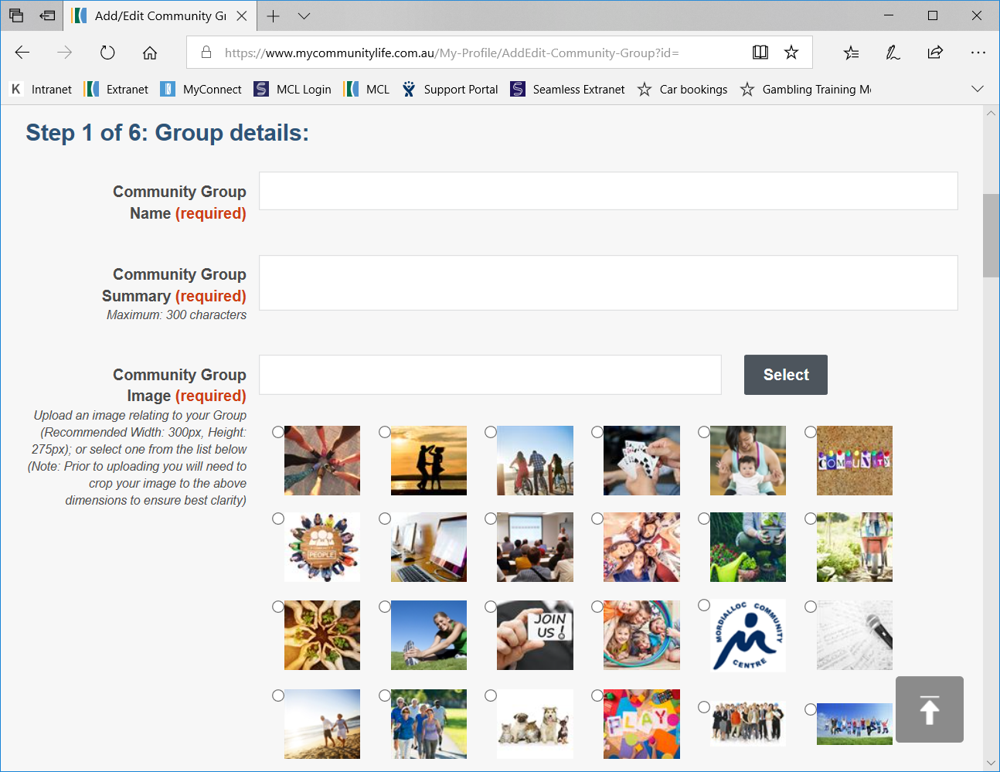 Add/Edit Community Gr
https://www.mycommunitylife.com.au/My-Profile/AddEdit-Community-Group?id=
K Intranet Extranet MyConnect S MCL Login MCL Support Portal S Seamless Extranet Car bookings Gambling Training M
Step 1 of 6: Group details:
Community Group
Name (required)
Community Group
Summary (required)
Maximum: 300 characters
Community Group
Image (required)
Select
Upload an image relating to your Group
(Recommended Width: 300px, Height:
275px); or select one from the list below
(Note: Prior to uploading you will need to
crop your image to the above
dimensions to ensure best clarity)
COMMUNITY
PEOPLE
JOIN
US!
MORDIALLOC COMMUNITY
CENTRE
PLAY